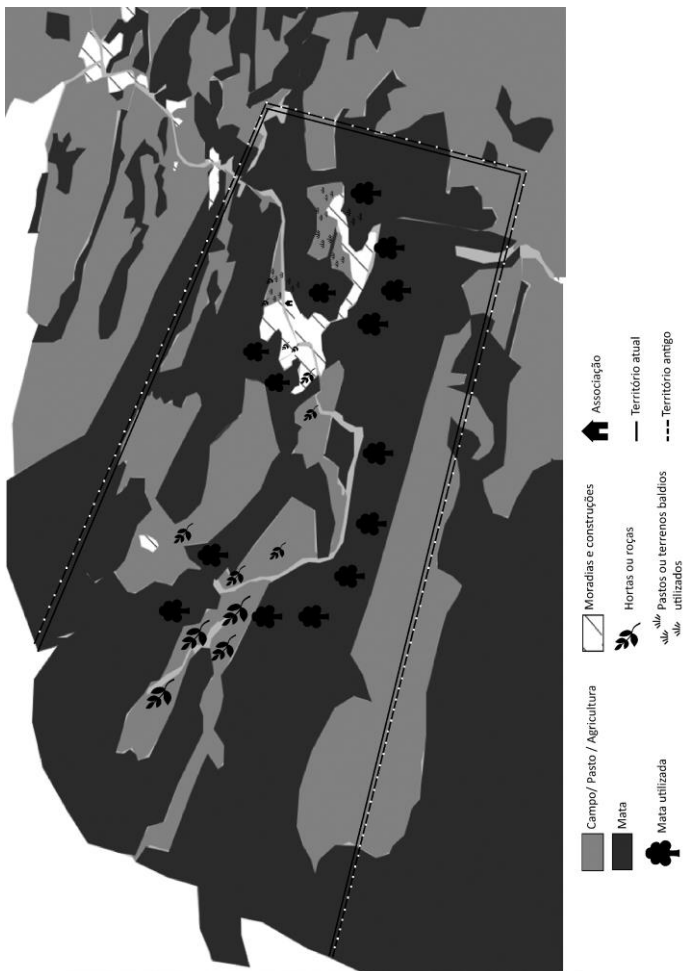 Campo/ Pasto / Agricultura
Mata
Mata utilizada
Moradias e construções
Hortas ou roças
Pastos ou terrenos baldios
utilizados
Associação
Território atual
Território antigo